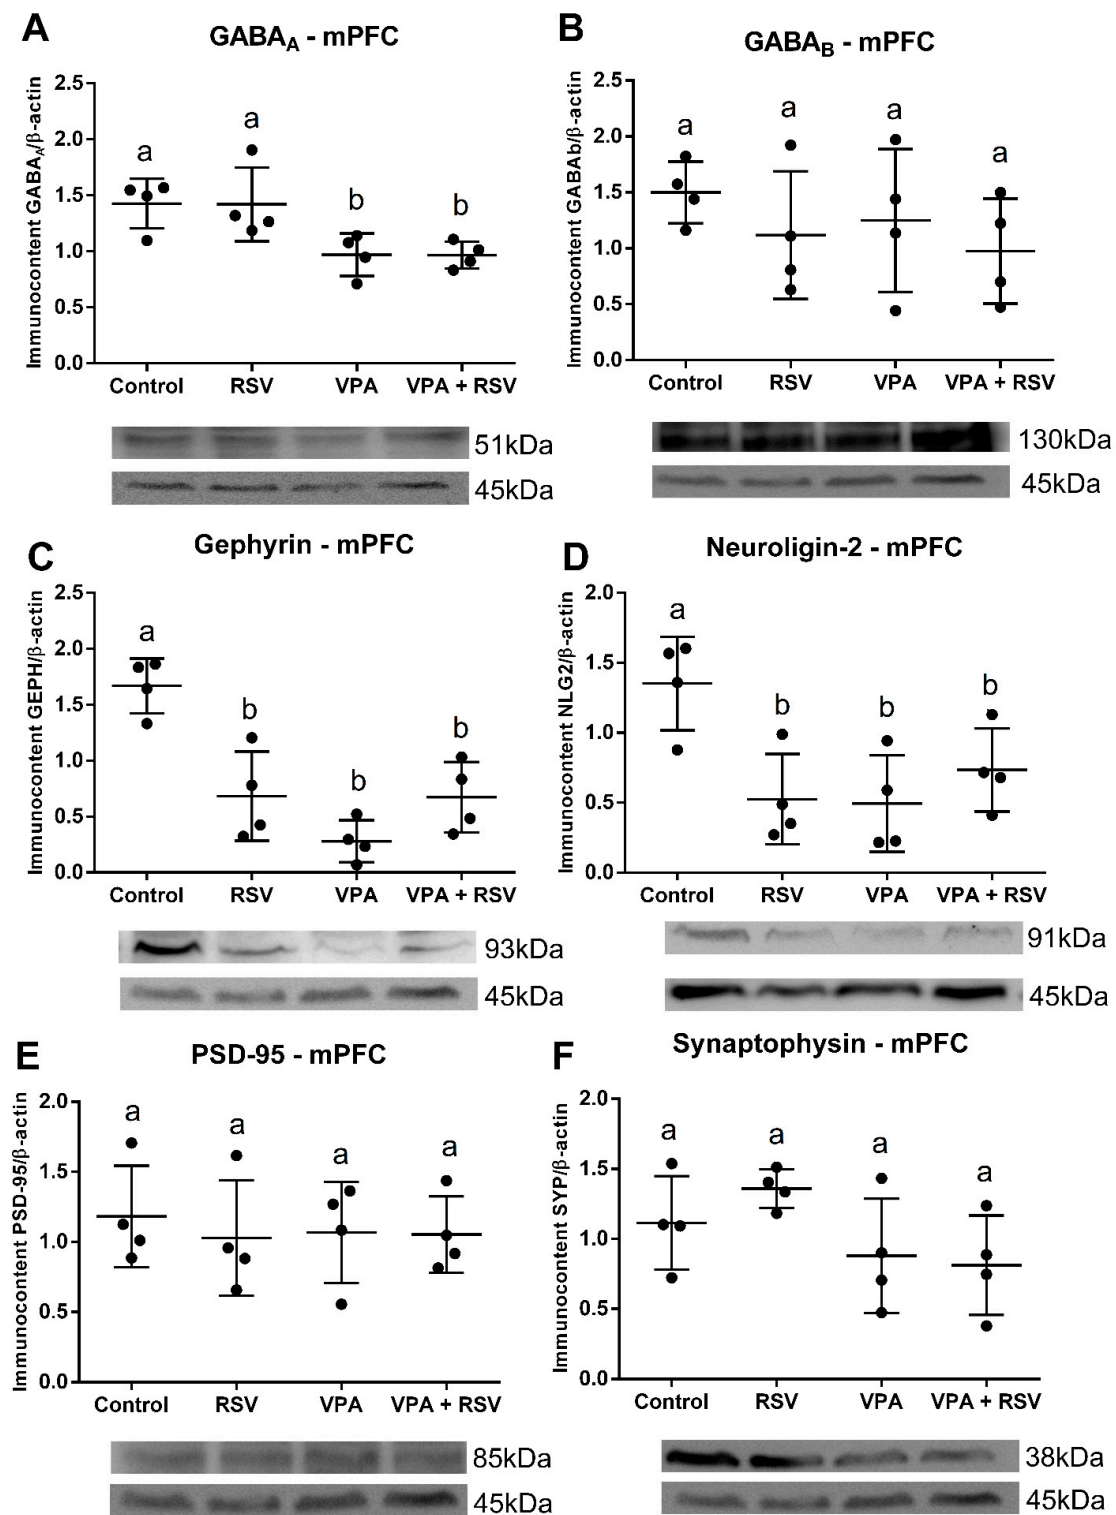 A
GABAA - mPFC
Immunocontent GABAA/β-actin
2.5
2.0
1.5
1.0
0.5
0.0
a
a
b
b
Control RSV VPA VPA + RSV
51kDa
45kDa
B
GABAB - mPFC
Immunocontent GABAb/β-actin
2.5
2.0
1.5
1.0
0.5
0.0
a
a
a
a
Control RSV VPA VPA + RSV
130kDa
45kDa
C
Gephyrin - mPFC
Immunocontent GEPH/β-actin
2.5
2.0
1.5
1.0
0.5
0.0
a
b
b
b
Control RSV VPA VPA + RSV
93kDa
45kDa
D
Neuroligin-2 - mPFC
Immunocontent NLG2/β-actin
2.0
1.5
1.0
0.5
0.0
a
b
b
b
Control RSV VPA VPA + RSV
91kDa
45kDa
E
PSD-95 - mPFC
Immunocontent PSD-95/β-actin
2.0
1.5
1.0
0.5
0.0
a
a
a
a
Control RSV VPA VPA + RSV
85kDa
45kDa
F
Synaptophysin - mPFC
Immunocontent SYP/β-actin
2.0
1.5
1.0
0.5
0.0
a
a
a
a
Control RSV VPA VPA + RSV
38kDa
45kDa